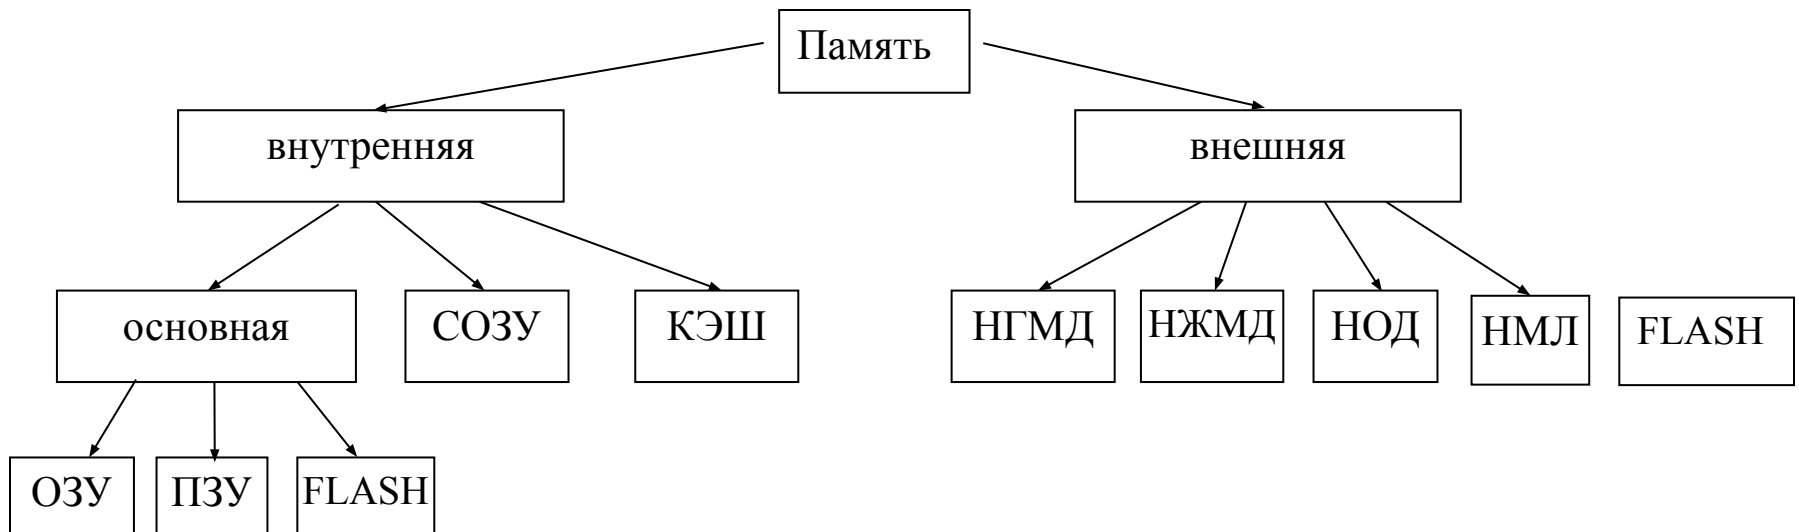 Память
внутренняя
внешняя
основная
СОЗУ
КЭШ
НГМД
НЖМД
НОД
НМЛ
FLASH
ОЗУ
ПЗУ
FLASH